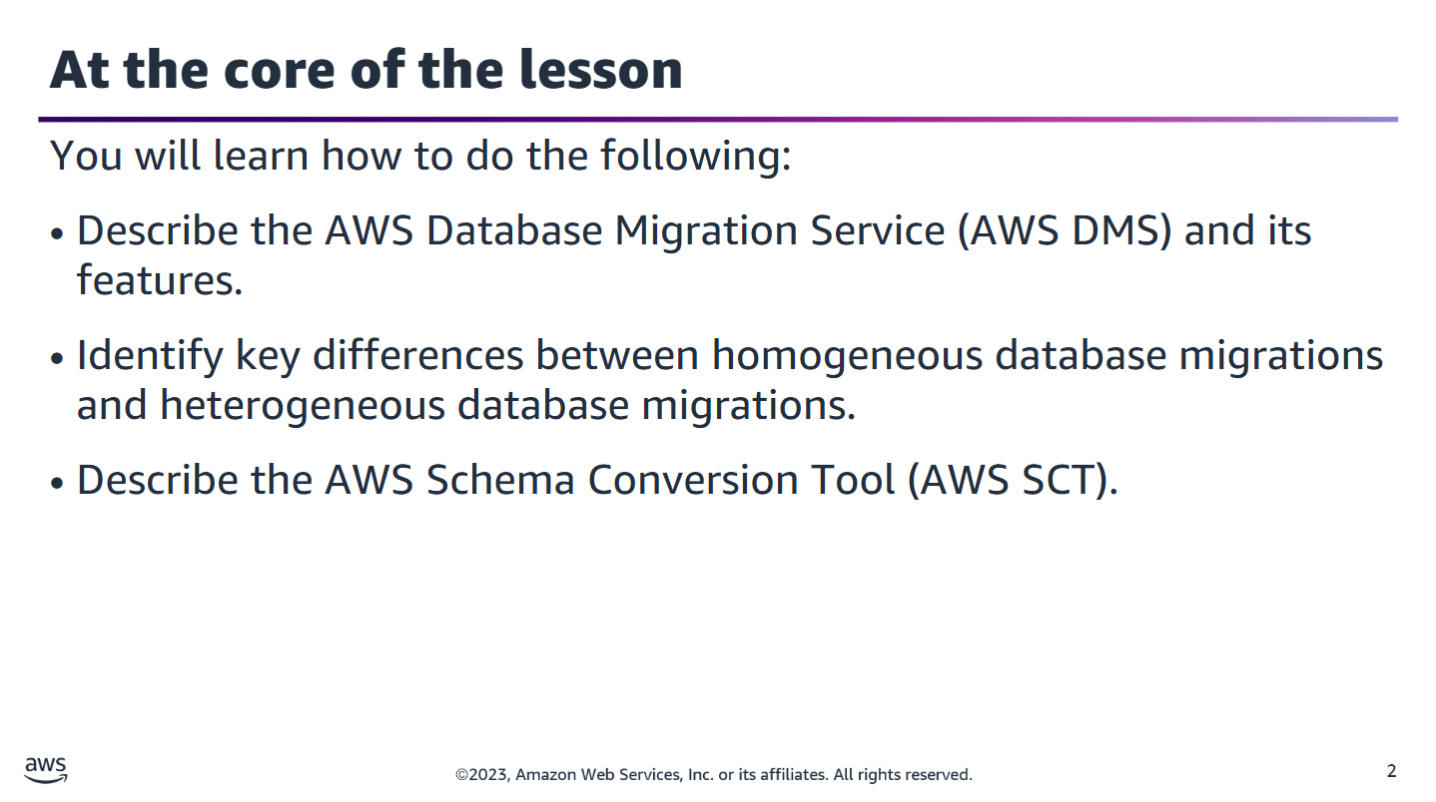 At the core of the lesson
You will learn how to do the following:
• Describe the AWS Database Migration Service (AWS DMS) and its
features.
• Identify key differences between homogeneous database migrations
and heterogeneous database migrations.
• Describe the AWS Schema Conversion Tool (AWS SCT).
aws
©2023, Amazon Web Services, Inc. or its affiliates. All rights reserved.
2